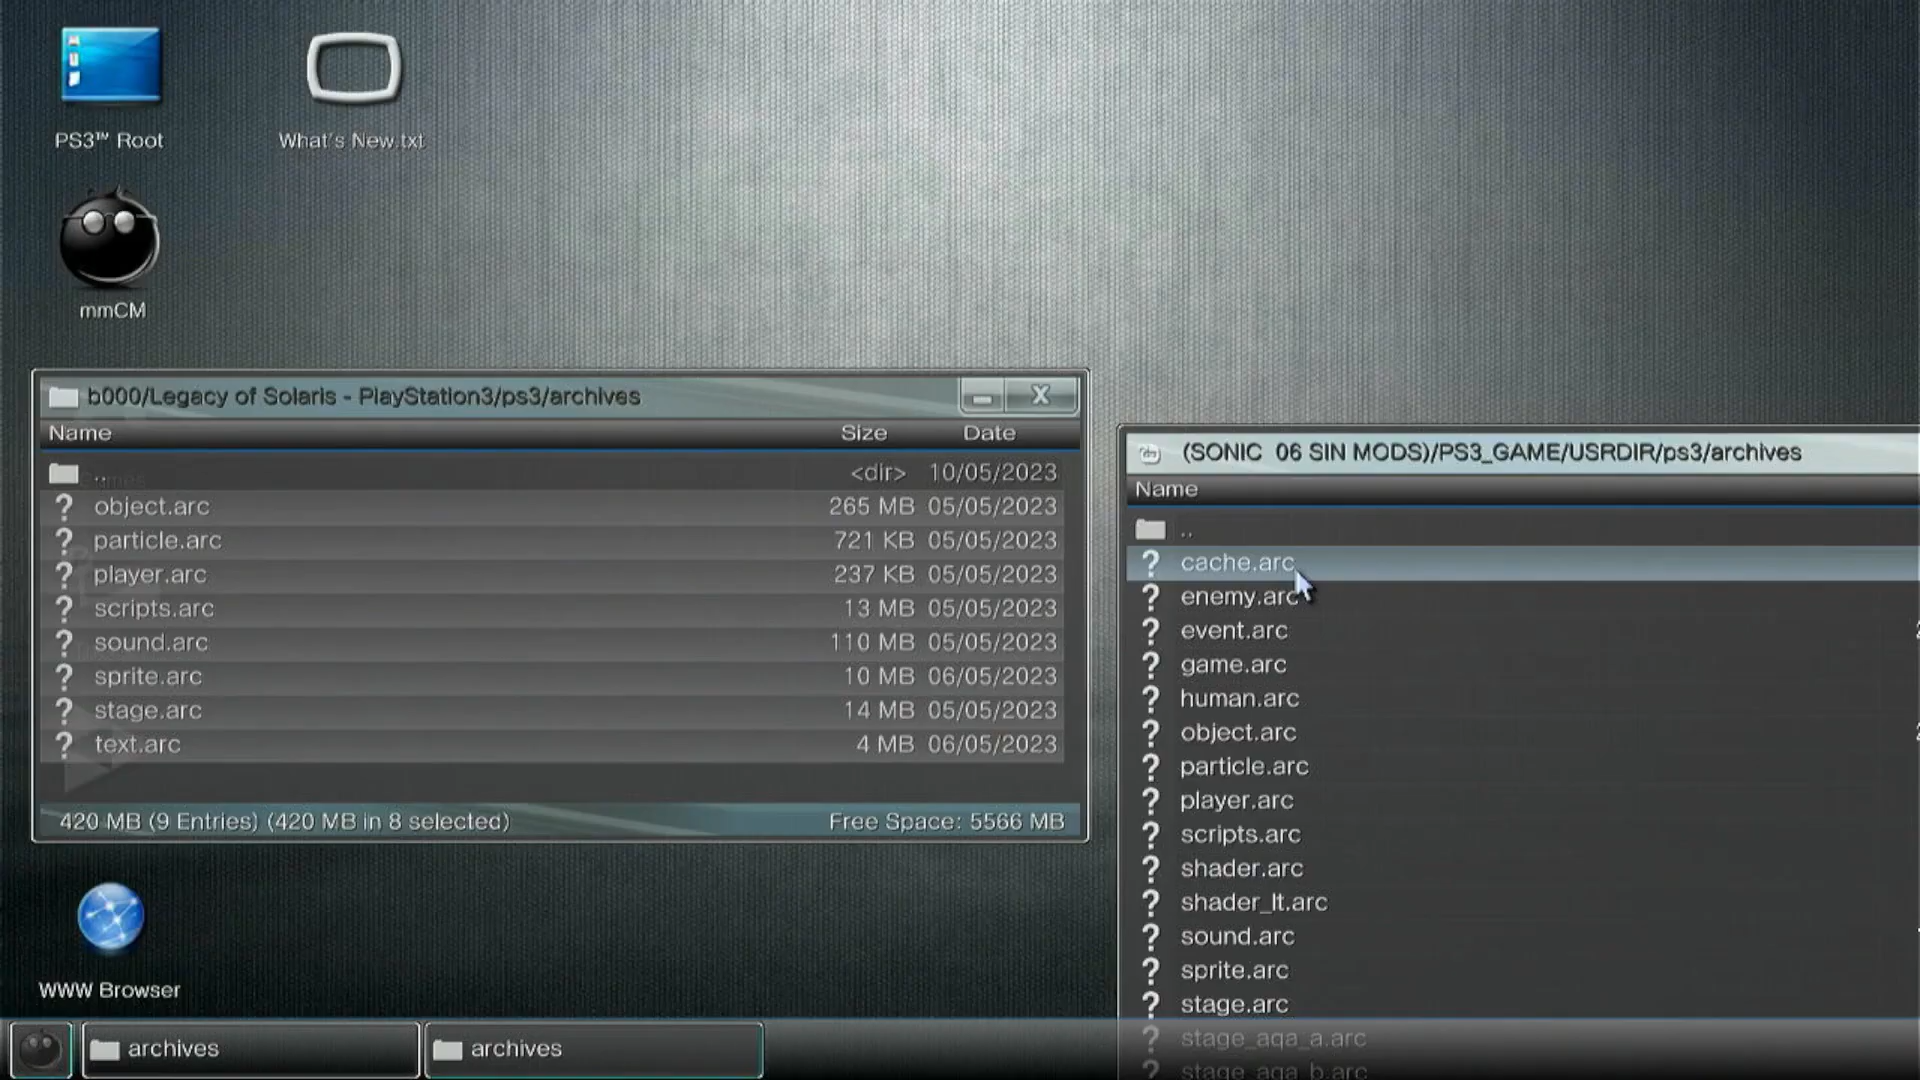 PS3™ Root
What's New.txt
mmCM
b000/Legacy of Solaris - PlayStation3/ps3/archives
X
Name Size Date
.. <dir> 10/05/2023
? object.arc 265 MB 05/05/2023
? particle.arc 721 KB 05/05/2023
? player.arc 237 KB 05/05/2023
? scripts.arc 13 MB 05/05/2023
? sound.arc 110 MB 05/05/2023
? sprite.arc 10 MB 06/05/2023
? stage.arc 14 MB 05/05/2023
? text.arc 4 MB 06/05/2023
420 MB (9 Entries) (420 MB in 8 selected) Free Space: 5566 MB
(SONIC 06 SIN MODS)/PS3_GAME/USRDIR/ps3/archives
Name
..
? cache.arc
? enemy.arc
? event.arc
? game.arc
? human.arc
? object.arc
? particle.arc
? player.arc
? scripts.arc
? shader.arc
? shader_lt.arc
? sound.arc
? sprite.arc
? stage.arc
? stage_aqa_a.arc
? stage_aqa_b.arc
WWW Browser
archives
archives